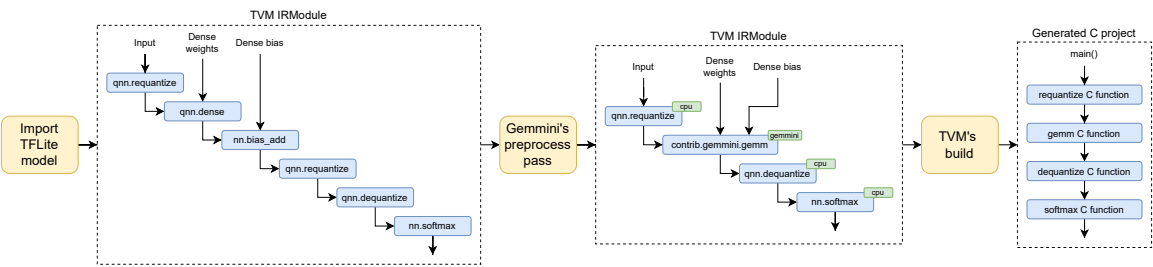 Import
TFLite
model
TVM IRModule
Input
Dense
weights
Dense bias
qnn.requantize
qnn.dense
nn.bias_add
qnn.requantize
qnn.dequantize
nn.softmax
Gemmini's
preprocess
pass
TVM IRModule
Input
Dense
weights
Dense bias
cpu
qnn.requantize
gemmini
contrib.gemmini.gemm
cpu
qnn.dequantize
cpu
nn.softmax
TVM's
build
Generated C project
main()
requantize C function
gemm C function
dequantize C function
softmax C function